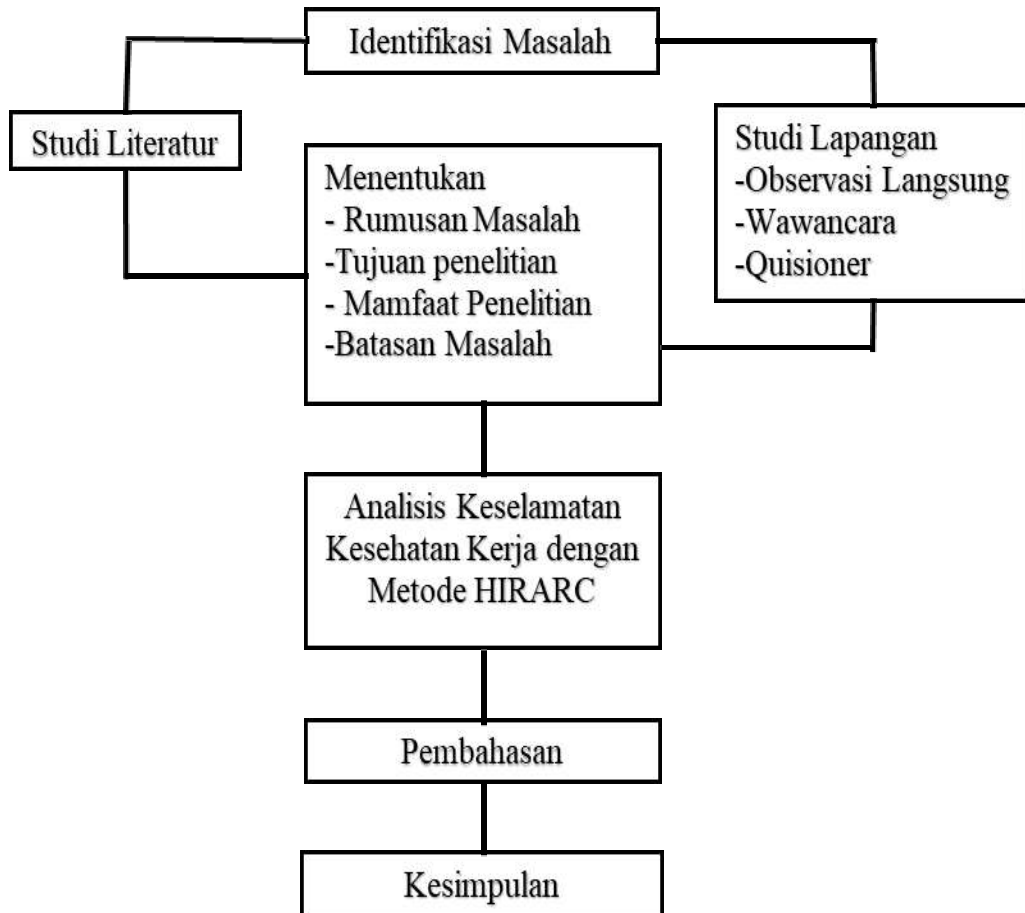 Identifikasi Masalah
Studi Literatur
Menentukan
- Rumusan Masalah
-Tujuan penelitian
- Mamfaat Penelitian
-Batasan Masalah
Studi Lapangan
-Observasi Langsung
-Wawancara
-Quisioner
Analisis Keselamatan
Kesehatan Kerja dengan
Metode HIRARC
Pembahasan
Kesimpulan